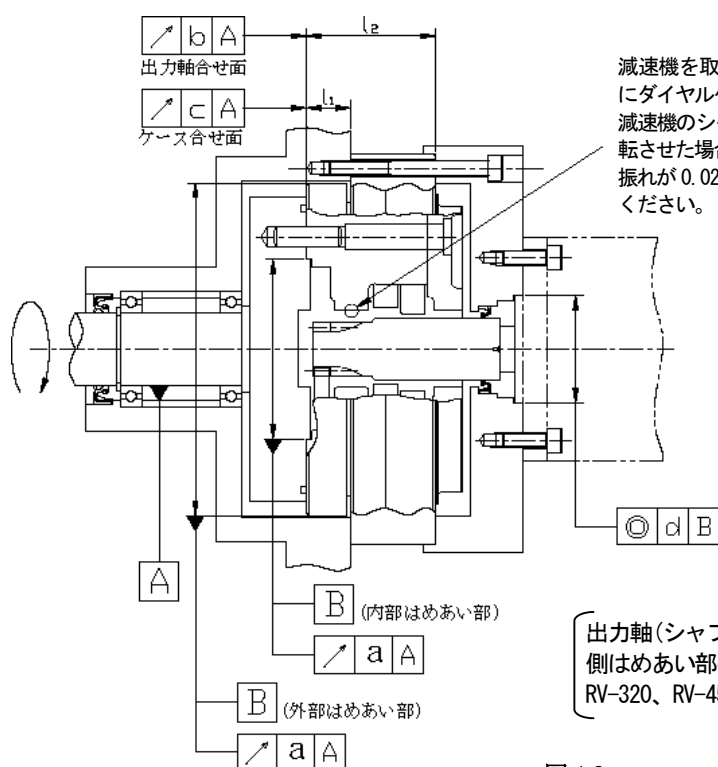 ↗ b A
出力軸合せ面
↗ c A
ケース合せ面
l₂
l₁
減速機を取
にダイヤル
減速機のシ
転させた場合
振れが 0.02
ください。
A
B (内部はめあい部)
↗ a A
B (外部はめあい部)
↗ a A
◎ d B
出力軸(シャフ
側はめあい部
RV-320、RV-45